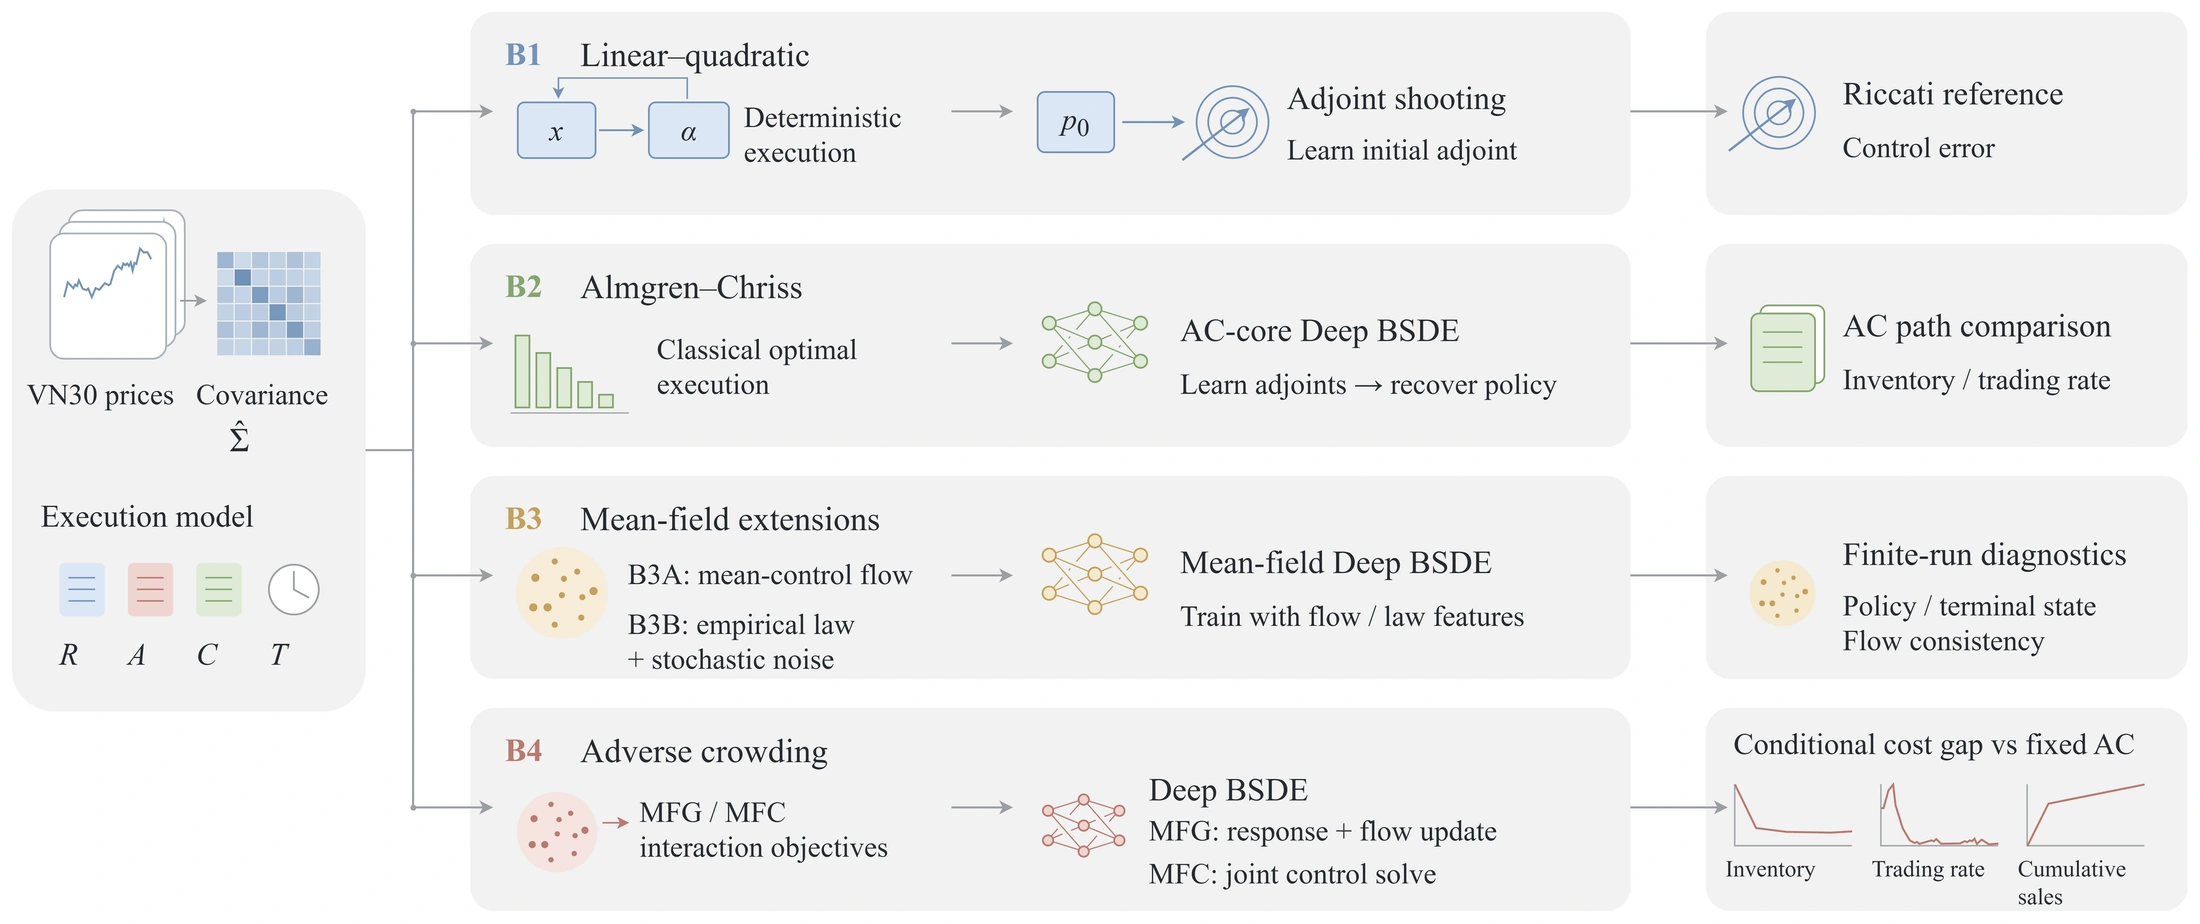 VN30 prices
Covariance
Σ̂
Execution model
R A C T
B1 Linear–quadratic
x
α
Deterministic
execution
p0
Adjoint shooting
Learn initial adjoint
Riccati reference
Control error
B2 Almgren–Chriss
Classical optimal
execution
AC-core Deep BSDE
Learn adjoints → recover policy
AC path comparison
Inventory / trading rate
B3 Mean-field extensions
B3A: mean-control flow
B3B: empirical law
+ stochastic noise
Mean-field Deep BSDE
Train with flow / law features
Finite-run diagnostics
Policy / terminal state
Flow consistency
B4 Adverse crowding
MFG / MFC
interaction objectives
Deep BSDE
MFG: response + flow update
MFC: joint control solve
Conditional cost gap vs fixed AC
Inventory
Trading rate
Cumulative
sales